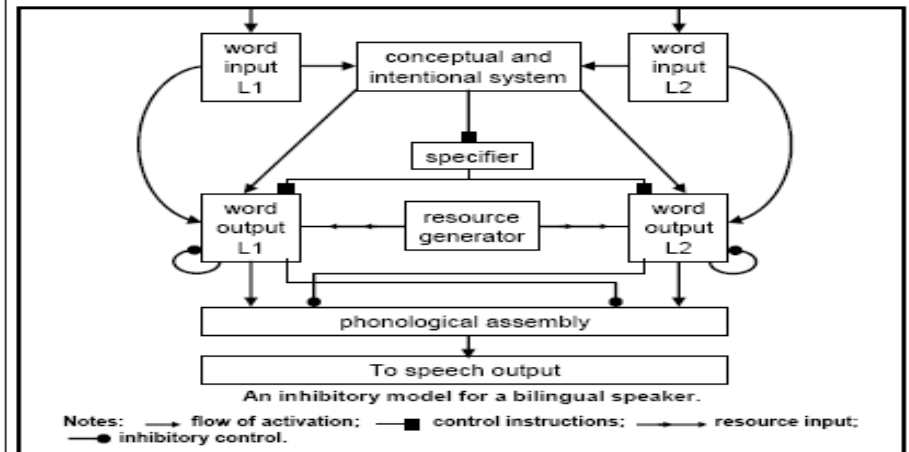 word
input
L1
conceptual and
intentional system
word
input
L2
specifier
word
output
L1
resource
generator
word
output
L2
phonological assembly
To speech output
An inhibitory model for a bilingual speaker.
Notes: flow of activation; control instructions; resource input;
inhibitory control.